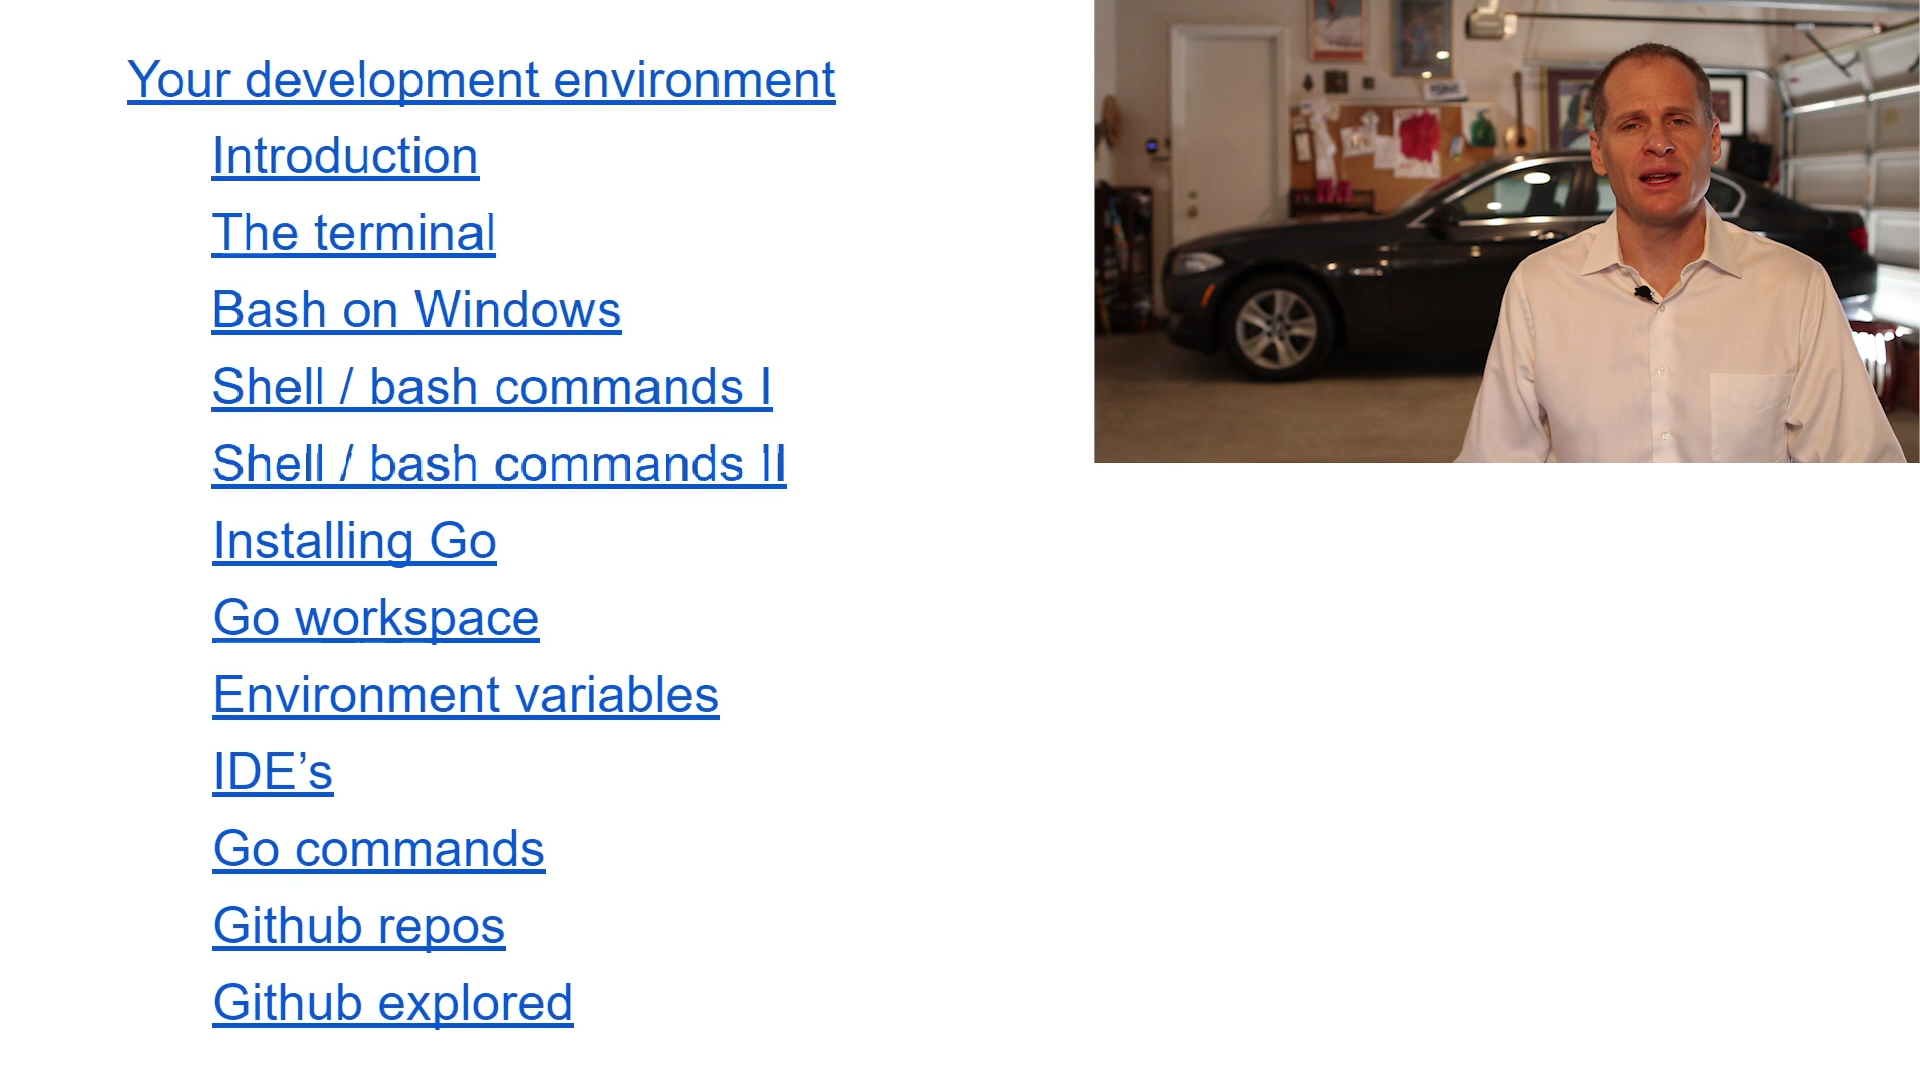 Your development environment
Introduction
The terminal
Bash on Windows
Shell / bash commands I
Shell / bash commands II
Installing Go
Go workspace
Environment variables
IDE’s
Go commands
Github repos
Github explored